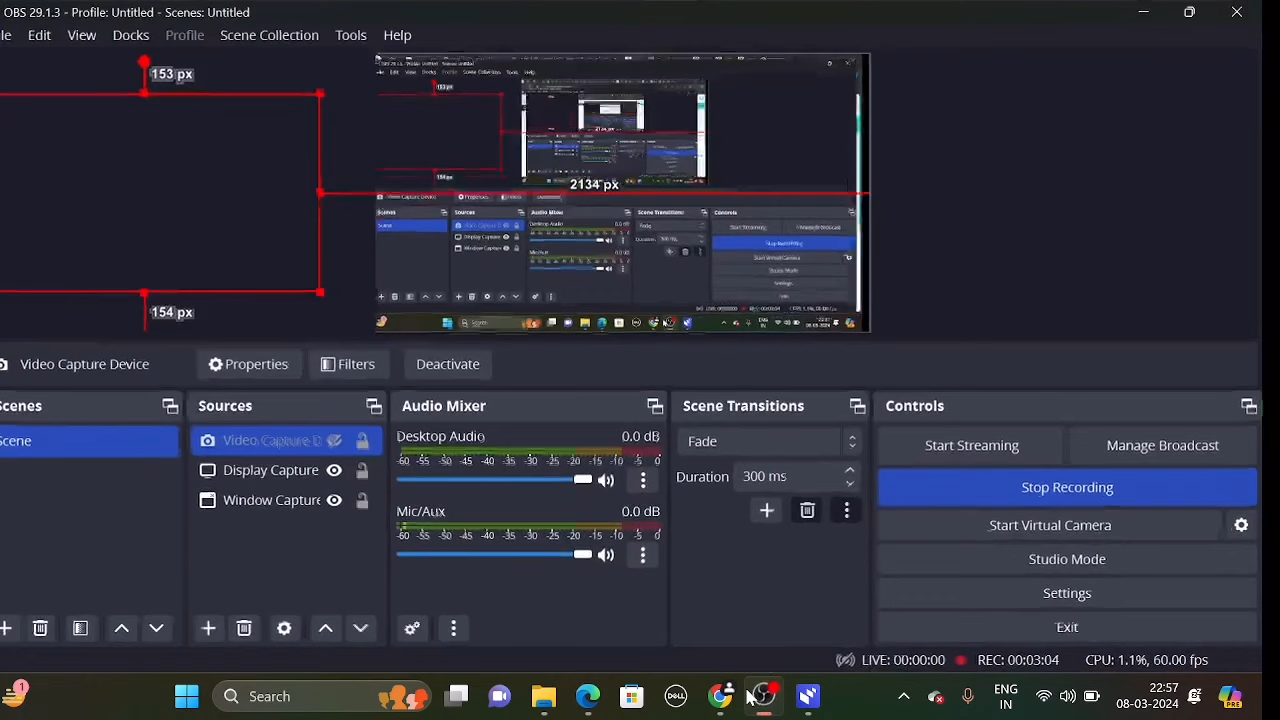 OBS 29.1.3 - Profile: Untitled - Scenes: Untitled
le Edit View Docks Profile Scene Collection Tools Help
153 px
2134 px
154 px
Video Capture Device Properties Filters Deactivate
Scenes Sources Audio Mixer Scene Transitions Controls
Scene
Video Capture D
Display Capture
Window Capture
Desktop Audio 0.0 dB
-60 -55 -50 -45 -40 -35 -30 -25 -20 -15 -10 -5 0
Mic/Aux 0.0 dB
-60 -55 -50 -45 -40 -35 -30 -25 -20 -15 -10 -5 0
Fade
Duration 300 ms
Start Streaming Manage Broadcast
Stop Recording
Start Virtual Camera
Studio Mode
Settings
Exit
LIVE: 00:00:00 REC: 00:03:04 CPU: 1.1%, 60.00 fps
1 Search DELL ENG
IN 22:57
08-03-2024 PRE